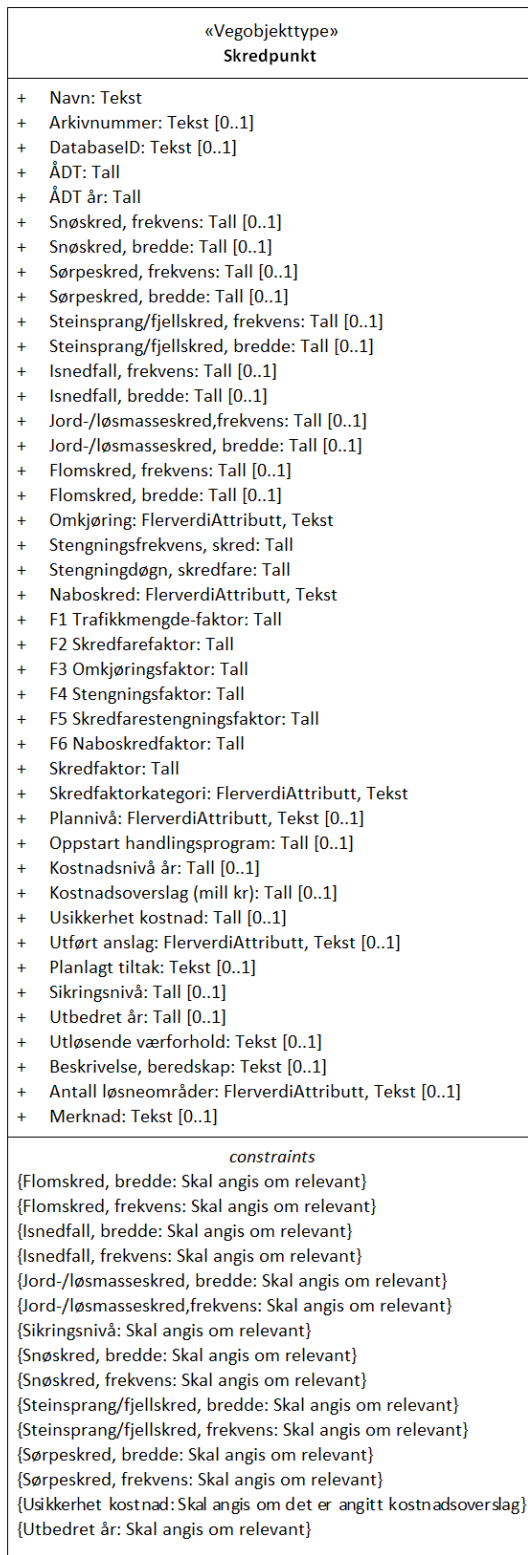 «Vegobjekttype»
Skredpunkt
+ Navn: Tekst
+ Arkivnummer: Tekst [0..1]
+ DatabaseID: Tekst [0..1]
+ ÅDT: Tall
+ ÅDT år: Tall
+ Snøskred, frekvens: Tall [0..1]
+ Snøskred, bredde: Tall [0..1]
+ Sørpeskred, frekvens: Tall [0..1]
+ Sørpeskred, bredde: Tall [0..1]
+ Steinsprang/fjellskred, frekvens: Tall [0..1]
+ Steinsprang/fjellskred, bredde: Tall [0..1]
+ Isnedfall, frekvens: Tall [0..1]
+ Isnedfall, bredde: Tall [0..1]
+ Jord-/løsmasseskred,frekvens: Tall [0..1]
+ Jord-/løsmasseskred, bredde: Tall [0..1]
+ Flomskred, frekvens: Tall [0..1]
+ Flomskred, bredde: Tall [0..1]
+ Omkjøring: FlerverdiAttributt, Tekst
+ Stengningsfrekvens, skred: Tall
+ Stengningdøgn, skredfare: Tall
+ Naboskred: FlerverdiAttributt, Tekst
+ F1 Trafikkmengde-faktor: Tall
+ F2 Skredfarefaktor: Tall
+ F3 Omkjøringsfaktor: Tall
+ F4 Stengningsfaktor: Tall
+ F5 Skredfarestengningsfaktor: Tall
+ F6 Naboskredfaktor: Tall
+ Skredfaktor: Tall
+ Skredfaktorkategori: FlerverdiAttributt, Tekst
+ Plannivå: FlerverdiAttributt, Tekst [0..1]
+ Oppstart handlingsprogram: Tall [0..1]
+ Kostnadsnivå år: Tall [0..1]
+ Kostnadsoverslag (mill kr): Tall [0..1]
+ Usikkerhet kostnad: Tall [0..1]
+ Utført anslag: FlerverdiAttributt, Tekst [0..1]
+ Planlagt tiltak: Tekst [0..1]
+ Sikringsnivå: Tall [0..1]
+ Utbedret år: Tall [0..1]
+ Utløsende værforhold: Tekst [0..1]
+ Beskrivelse, beredskap: Tekst [0..1]
+ Antall løsneområder: FlerverdiAttributt, Tekst [0..1]
+ Merknad: Tekst [0..1]
constraints
{Flomskred, bredde: Skal angis om relevant}
{Flomskred, frekvens: Skal angis om relevant}
{Isnedfall, bredde: Skal angis om relevant}
{Isnedfall, frekvens: Skal angis om relevant}
{Jord-/løsmasseskred, bredde: Skal angis om relevant}
{Jord-/løsmasseskred,frekvens: Skal angis om relevant}
{Sikringsnivå: Skal angis om relevant}
{Snøskred, bredde: Skal angis om relevant}
{Snøskred, frekvens: Skal angis om relevant}
{Steinsprang/fjellskred, bredde: Skal angis om relevant}
{Steinsprang/fjellskred, frekvens: Skal angis om relevant}
{Sørpeskred, bredde: Skal angis om relevant}
{Sørpeskred, frekvens: Skal angis om relevant}
{Usikkerhet kostnad: Skal angis om det er angitt kostnadsoverslag}
{Utbedret år: Skal angis om relevant}